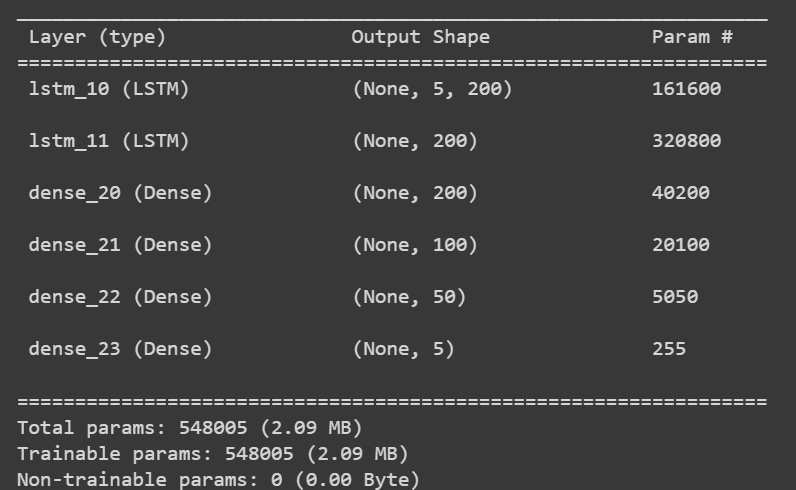 _________________________________________________________________
Layer (type)                Output Shape              Param #
=================================================================
lstm_10 (LSTM)              (None, 5, 200)            161600
lstm_11 (LSTM)              (None, 200)               320800
dense_20 (Dense)            (None, 200)               40200
dense_21 (Dense)            (None, 100)               20100
dense_22 (Dense)            (None, 50)                5050
dense_23 (Dense)            (None, 5)                 255
=================================================================
Total params: 548005 (2.09 MB)
Trainable params: 548005 (2.09 MB)
Non-trainable params: 0 (0.00 Byte)